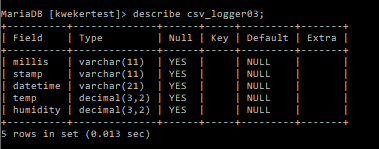 MariaDB [kwekertest]> describe csv_logger03;
+----------+--------------+------+-----+---------+-------+
| Field    | Type         | Null | Key | Default | Extra |
+----------+--------------+------+-----+---------+-------+
| millis   | varchar(11)  | YES  |     | NULL    |       |
| stamp    | varchar(11)  | YES  |     | NULL    |       |
| datetime | varchar(21)  | YES  |     | NULL    |       |
| temp     | decimal(3,2) | YES  |     | NULL    |       |
| humidity | decimal(3,2) | YES  |     | NULL    |       |
+----------+--------------+------+-----+---------+-------+
5 rows in set (0.013 sec)